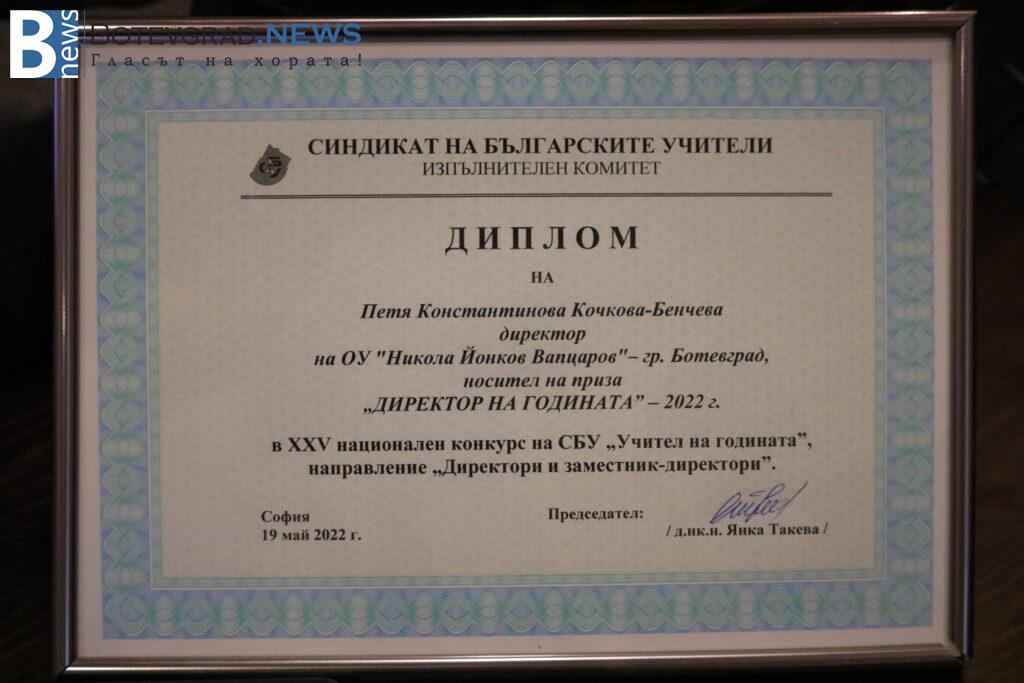 B news
BOTEVGRAD.NEWS
Гласът на хората!
СИНДИКАТ НА БЪЛГАРСКИТЕ УЧИТЕЛИ
ИЗПЪЛНИТЕЛЕН КОМИТЕТ
ДИПЛОМ
НА
Петя Константинова Кочкова-Бенчева
директор
на ОУ "Никола Йонков Вапцаров"– гр. Ботевград,
носител на приза
„ДИРЕКТОР НА ГОДИНАТА” – 2022 г.
в XXV национален конкурс на СБУ „Учител на годината”,
направление „Директори и заместник-директори”.
София
19 май 2022 г.
Председател:
/ д.ик.н. Янка Такева /